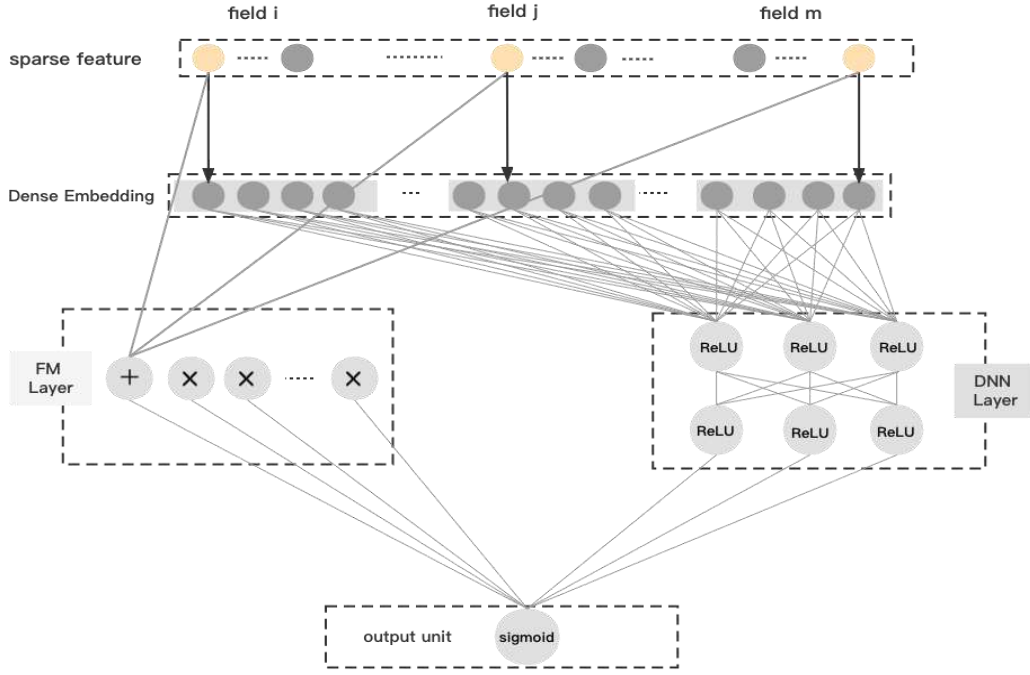 field i
field j
field m
sparse feature
Dense Embedding
FM
Layer
+
×
×
×
ReLU
ReLU
ReLU
DNN
Layer
ReLU
ReLU
ReLU
output unit
sigmoid